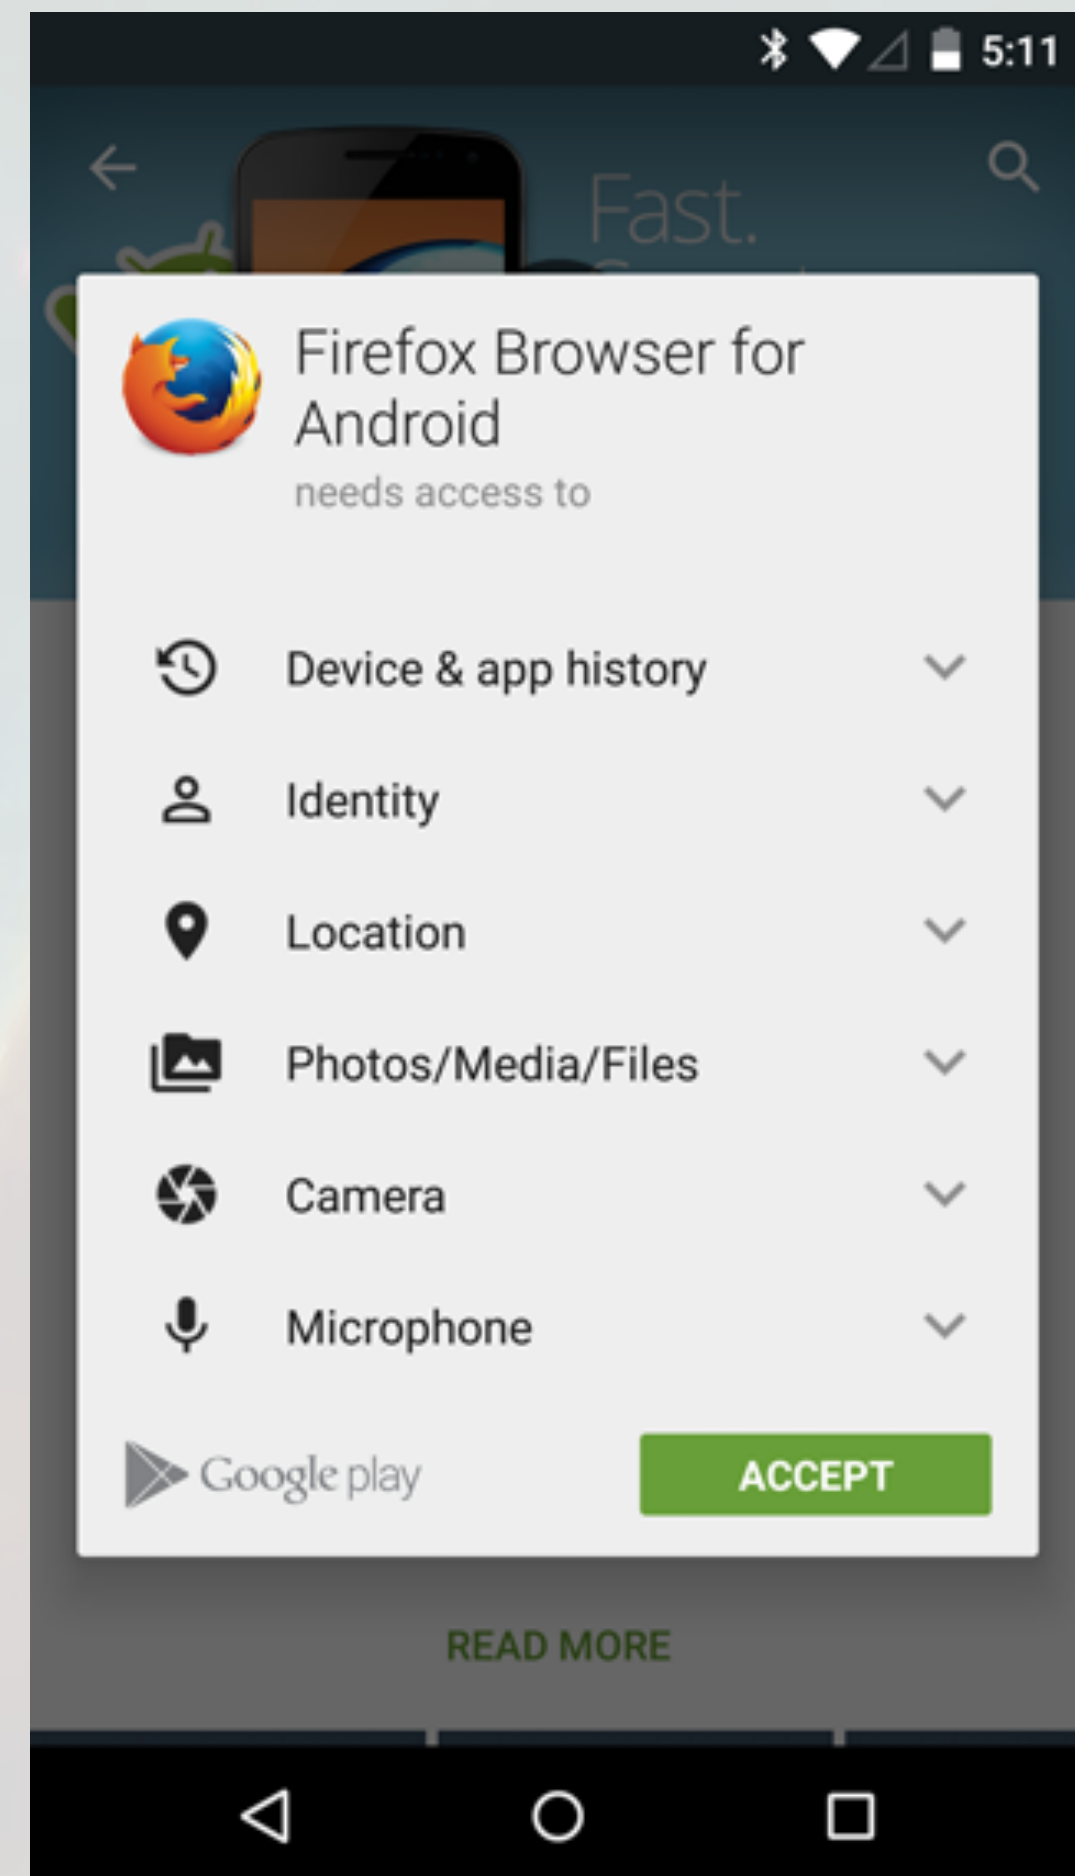 5:11
Fast.
Firefox Browser for
Android
needs access to
Device & app history
Identity
Location
Photos/Media/Files
Camera
Microphone
Google play
ACCEPT
READ MORE